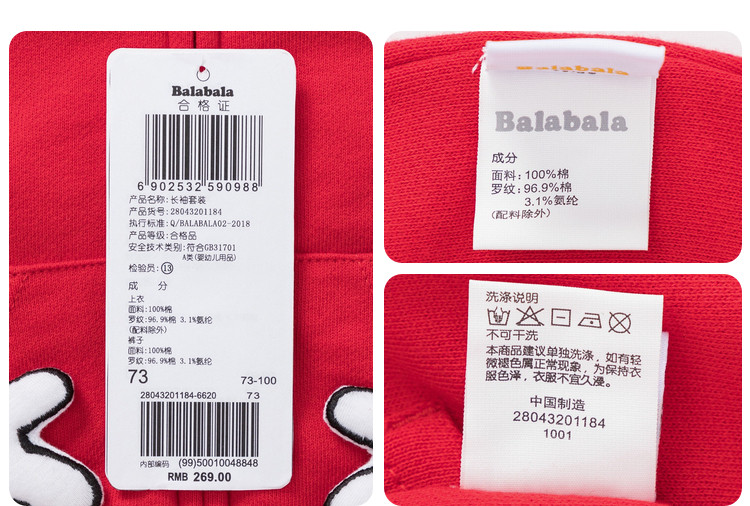 Balabala
合格证
6 902532 590988
产品名称: 长袖套装
产品货号: 28043201184
执行标准: Q/BALABALA02-2018
产品等级: 合格品
安全技术类别: 符合GB31701
A类(婴幼儿用品)
检验员: ⑬
成 分
上衣
面料: 100%棉
罗纹: 96.9%棉 3.1%氨纶
(配料除外)
裤子
面料: 100%棉
罗纹: 96.9%棉 3.1%氨纶
73 73-100
28043201184-6620 73
内部编码 (99)50010048848
RMB 269.00
Balabala
Balabala
成分
面料: 100%棉
罗纹: 96.9%棉
3.1%氨纶
(配料除外)
洗涤说明
不可干洗
本商品建议单独洗涤, 如有轻
微褪色属正常现象, 为保持衣
服色泽, 衣服不宜久浸。
中国制造
28043201184
1001